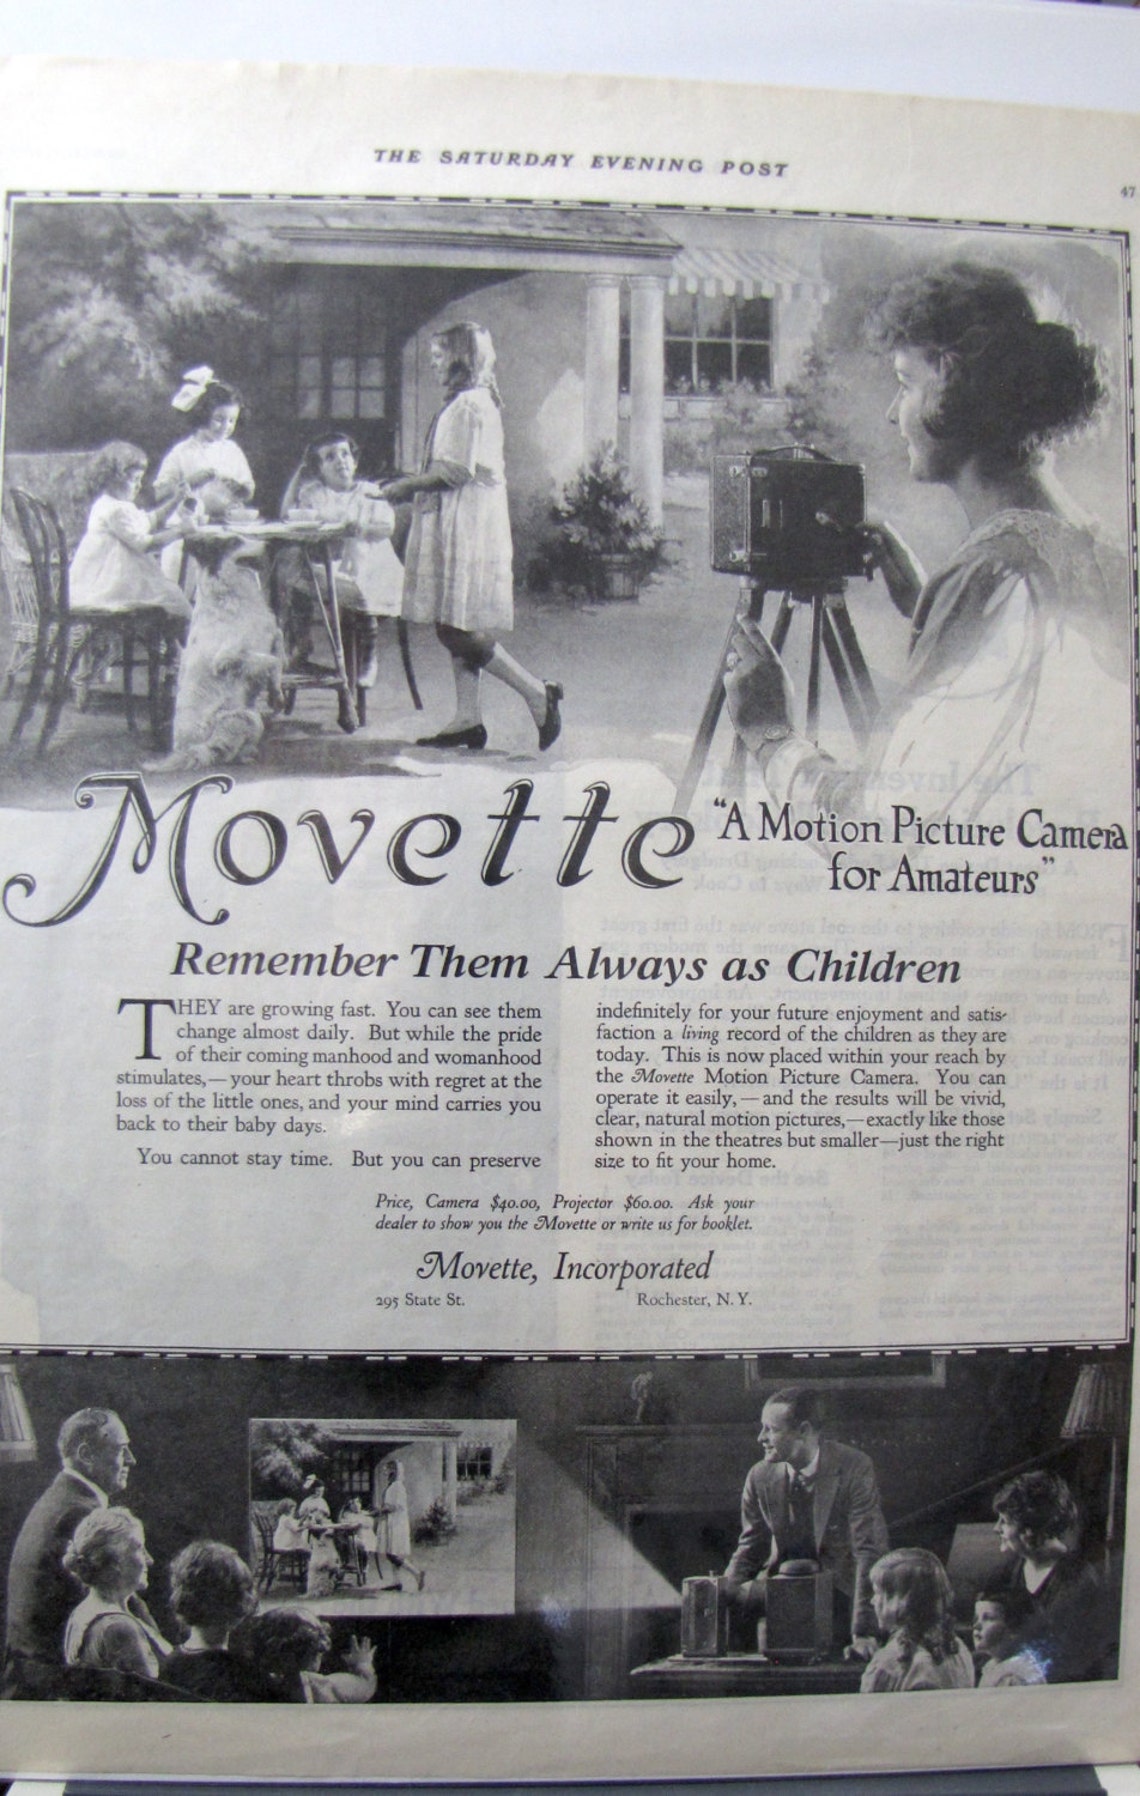 THE SATURDAY EVENING POST
47
Movette
"A Motion Picture Camera
for Amateurs"
Remember Them Always as Children
THEY are growing fast. You can see them
change almost daily. But while the pride
of their coming manhood and womanhood
stimulates,—your heart throbs with regret at the
loss of the little ones, and your mind carries you
back to their baby days.
You cannot stay time. But you can preserve
indefinitely for your future enjoyment and satis-
faction a living record of the children as they are
today. This is now placed within your reach by
the Movette Motion Picture Camera. You can
operate it easily,—and the results will be vivid,
clear, natural motion pictures,—exactly like those
shown in the theatres but smaller—just the right
size to fit your home.
Price, Camera $40.00, Projector $60.00. Ask your
dealer to show you the Movette or write us for booklet.
Movette, Incorporated
295 State St. Rochester, N. Y.